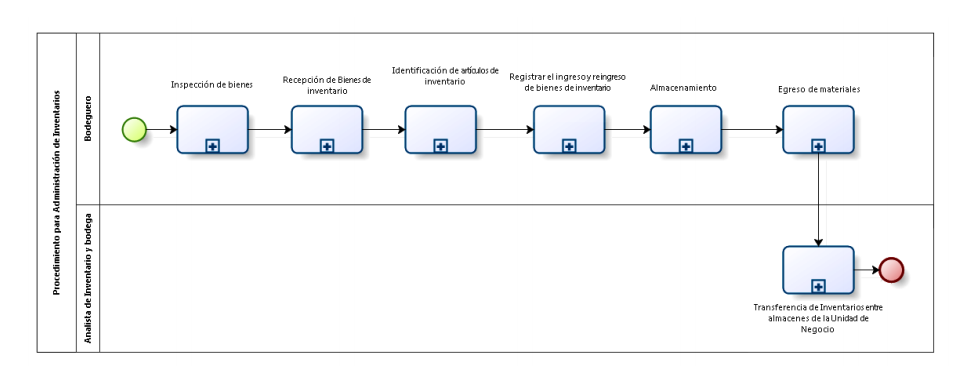 Procedimiento para Administración de Inventarios
Bodeguero
Inspección de bienes
Recepción de Bienes de
inventario
Identificación de artículos de
inventario
Registrar el ingreso y reingreso
de bienes de inventario
Almacenamiento
Egreso de materiales
Analista de Inventario y bodega
Transferencia de Inventarios entre
almacenes de la Unidad de
Negocio